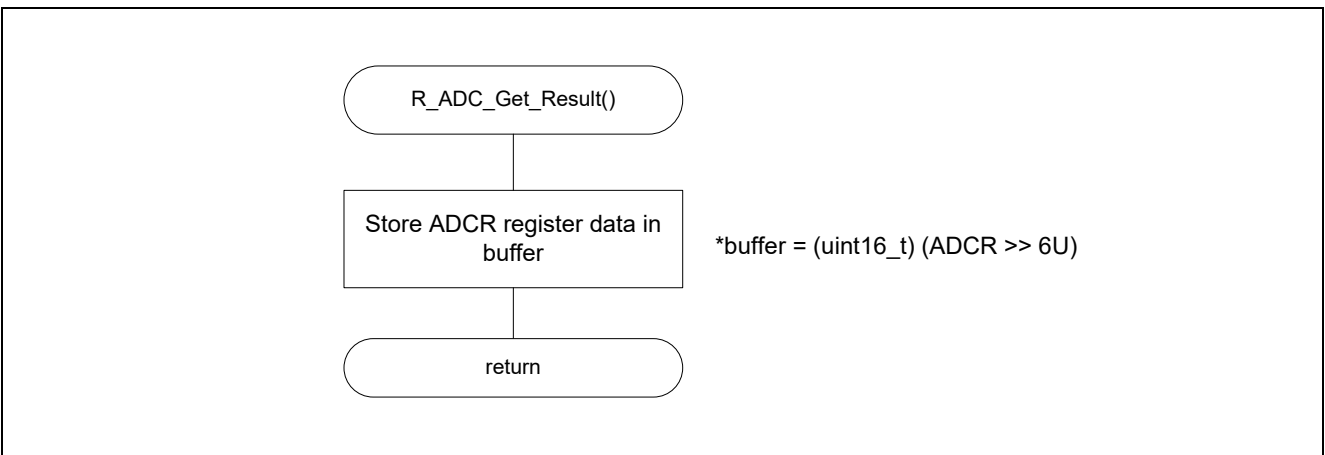 R_ADC_Get_Result()
Store ADCR register data in
buffer
*buffer = (uint16_t) (ADCR >> 6U)
return